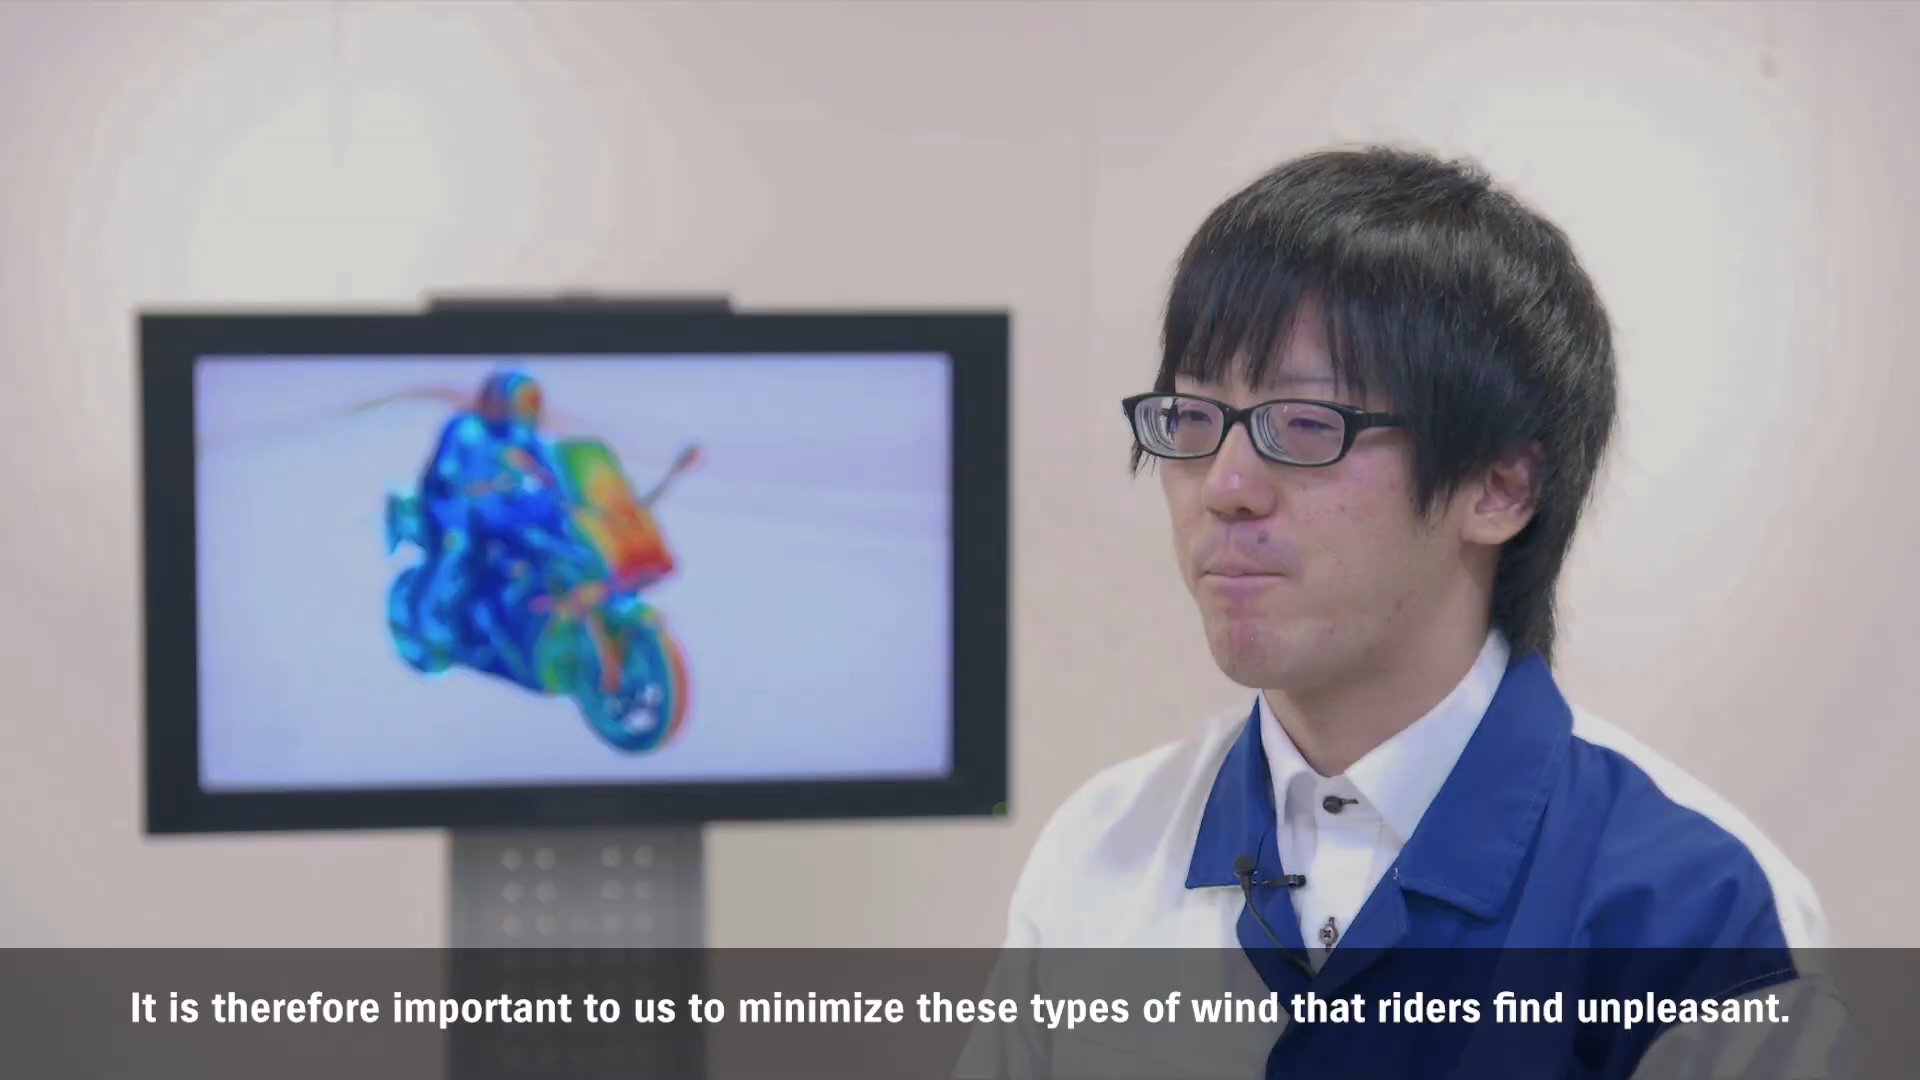 It is therefore important to us to minimize these types of wind that riders find unpleasant.